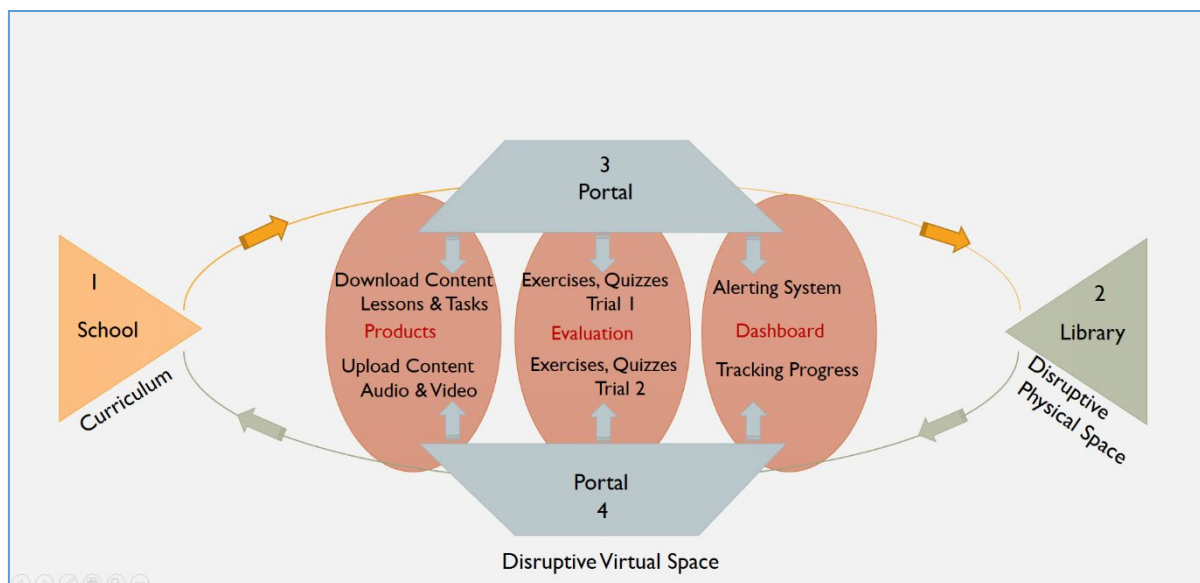 3
Portal
1
School
Curriculum
Download Content
Lessons & Tasks
Products
Upload Content
Audio & Video
Exercises, Quizzes
Trial 1
Evaluation
Exercises, Quizzes
Trial 2
Alerting System
Dashboard
Tracking Progress
2
Library
Disruptive
Physical Space
Portal
4
Disruptive Virtual Space